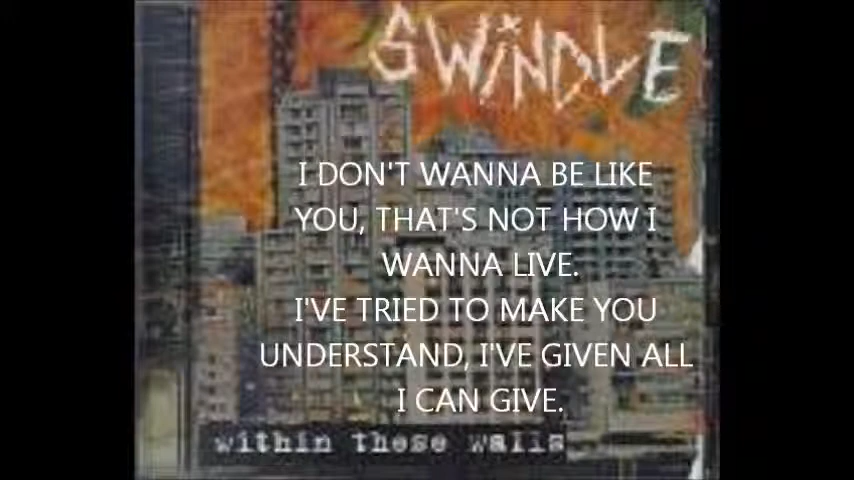 SWiNDLE
I DON'T WANNA BE LIKE
YOU, THAT'S NOT HOW I
WANNA LIVE.
I'VE TRIED TO MAKE YOU
UNDERSTAND, I'VE GIVEN ALL
I CAN GIVE.
within these walls